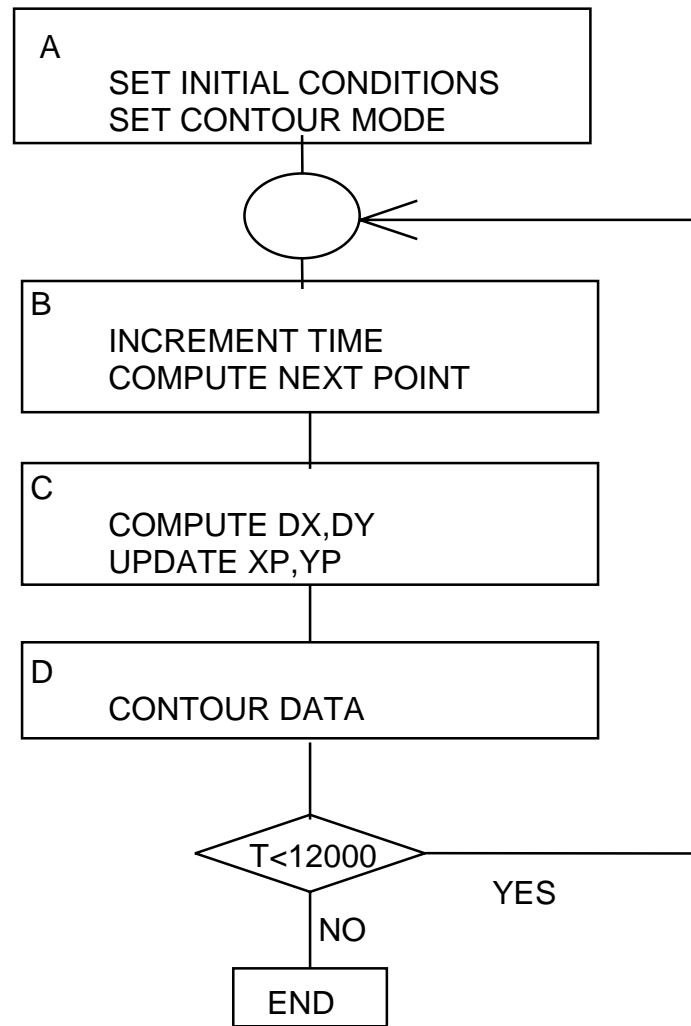 A
SET INITIAL CONDITIONS
SET CONTOUR MODE
B
INCREMENT TIME
COMPUTE NEXT POINT
C
COMPUTE DX,DY
UPDATE XP,YP
D
CONTOUR DATA
T<12000
YES
NO
END